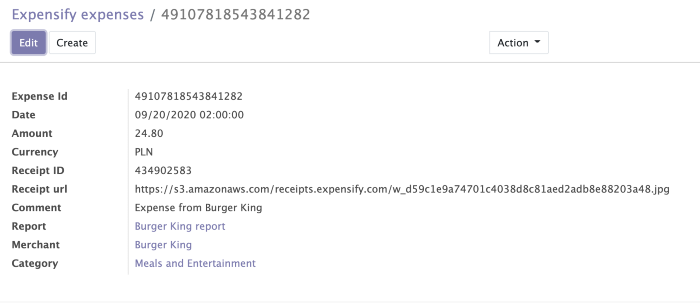 Expensify expenses / 49107818543841282
Edit Create Action
Expense Id 49107818543841282
Date 09/20/2020 02:00:00
Amount 24.80
Currency PLN
Receipt ID 434902583
Receipt url https://s3.amazonaws.com/receipts.expensify.com/w_d59c1e9a74701c4038d8c81aed2adb8e88203a48.jpg
Comment Expense from Burger King
Report Burger King report
Merchant Burger King
Category Meals and Entertainment